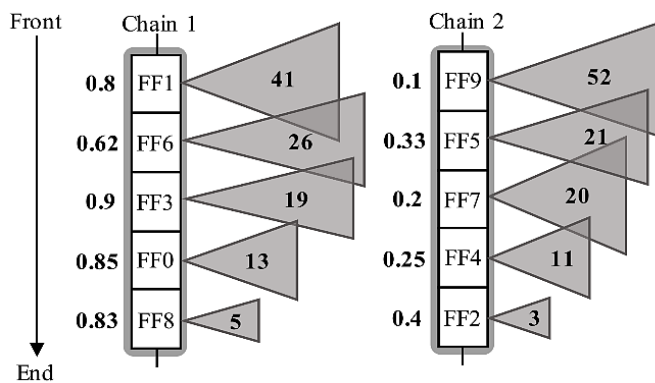 Front
Chain 1
Chain 2
0.8 FF1 41
0.1 FF9 52
0.62 FF6 26
0.33 FF5 21
0.9 FF3 19
0.2 FF7 20
0.85 FF0 13
0.25 FF4 11
0.83 FF8 5
0.4 FF2 3
End